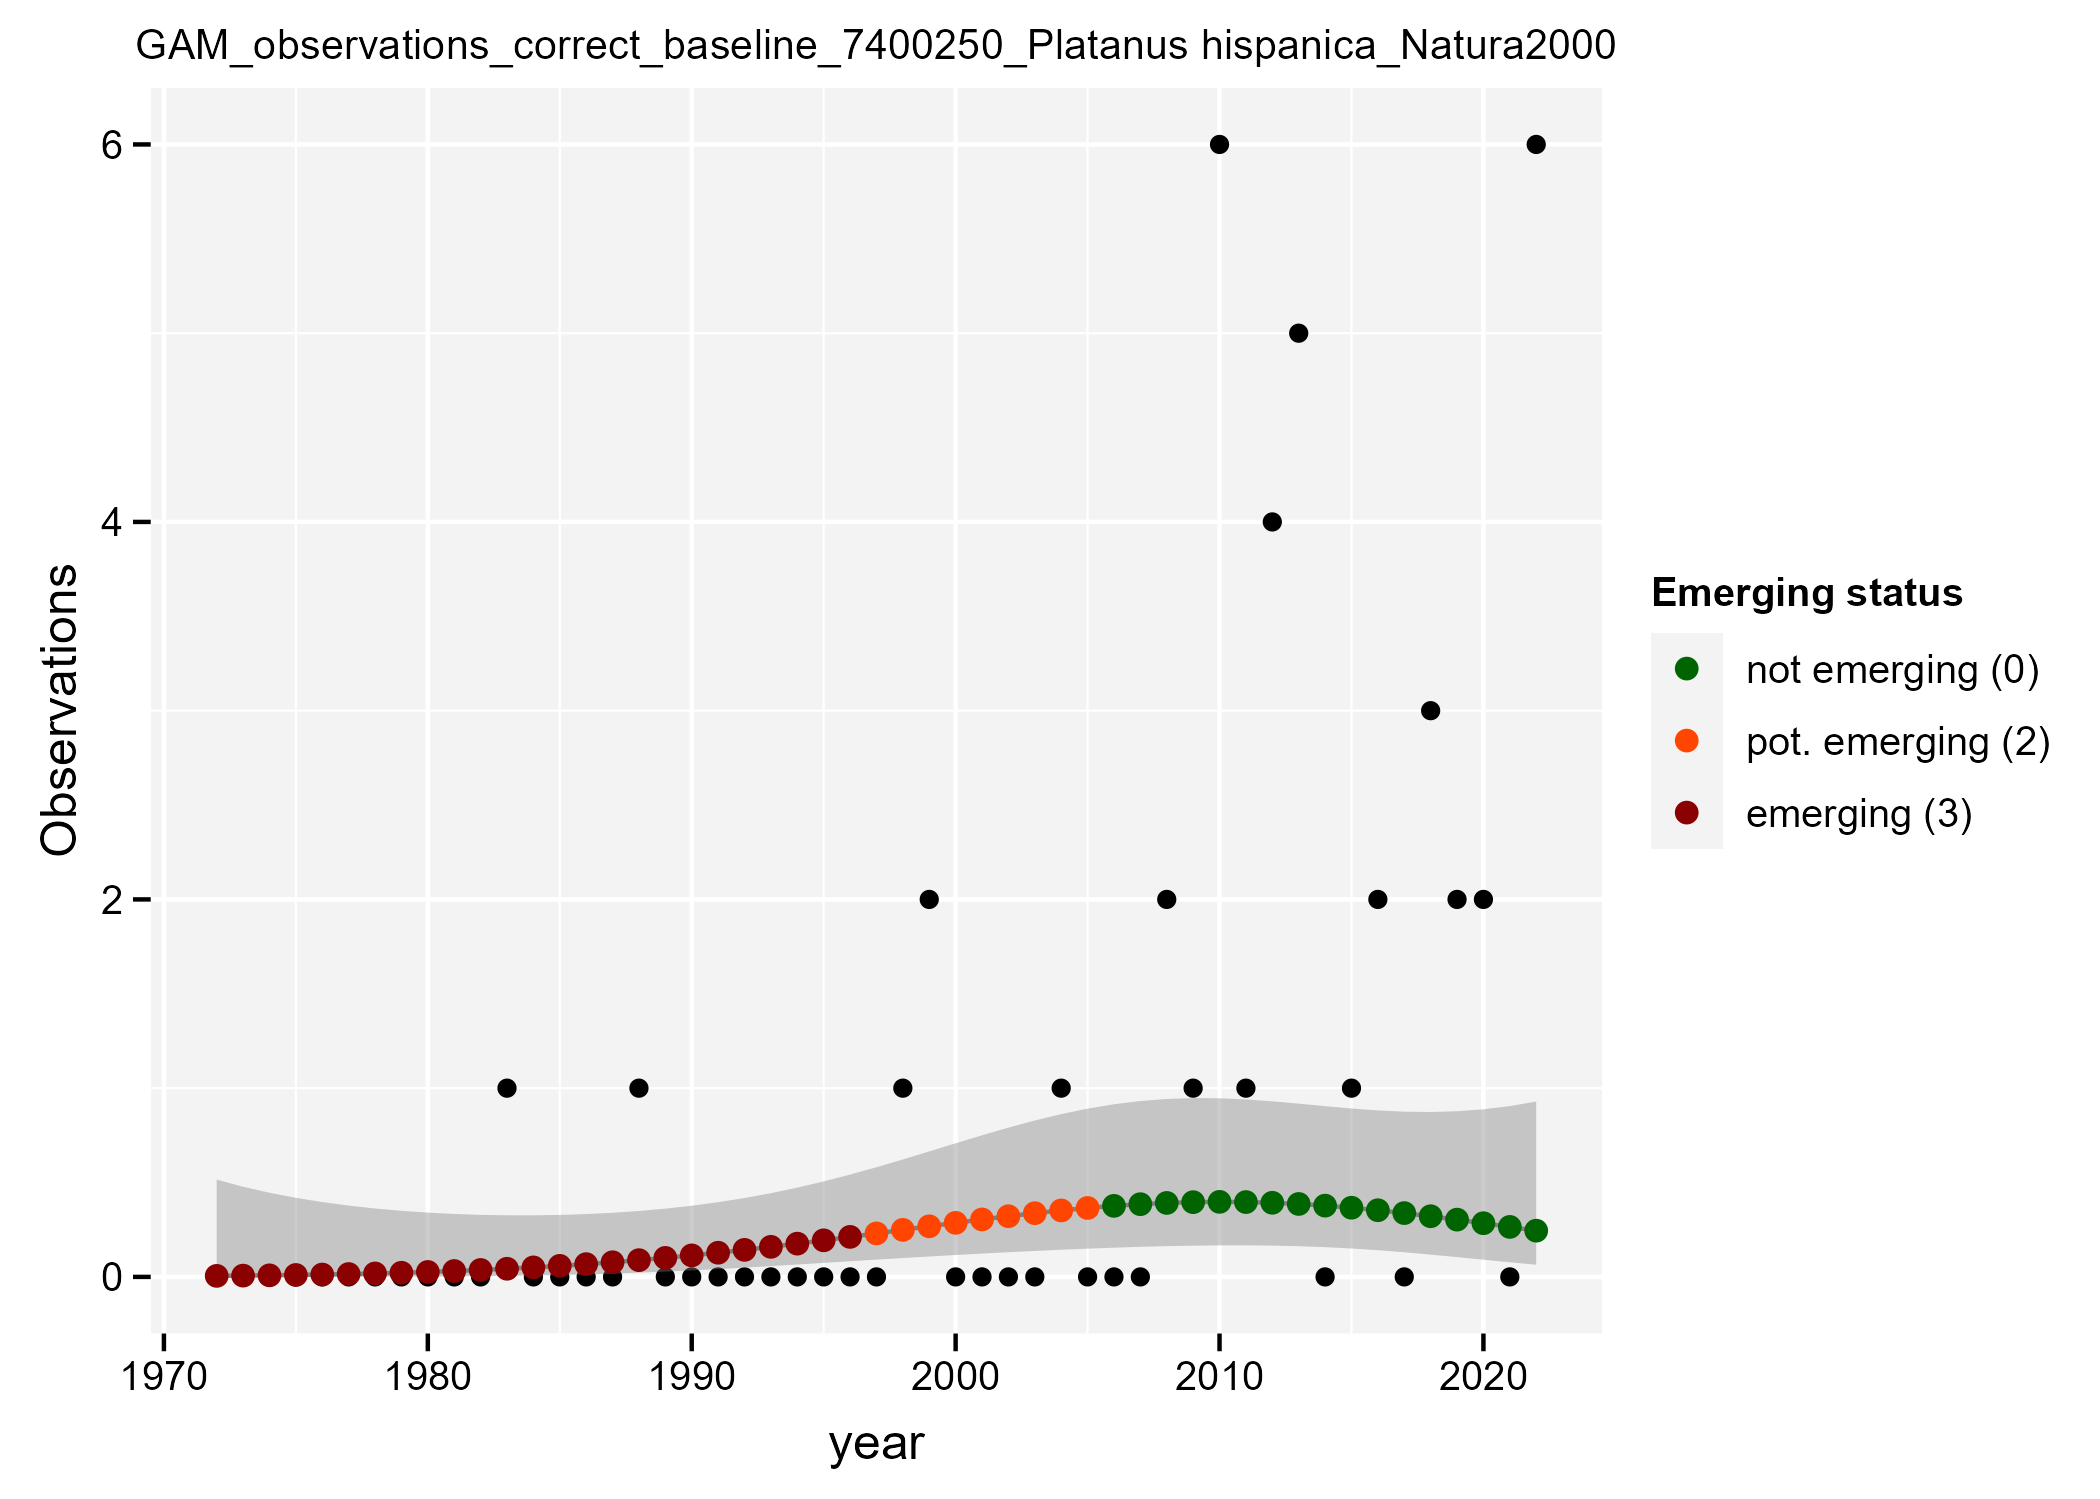 GAM_observations_correct_baseline_7400250_Platanus hispanica_Natura2000
6
4
2
0
Observations
1970 1980 1990 2000 2010 2020
year
Emerging status
not emerging (0)
pot. emerging (2)
emerging (3)